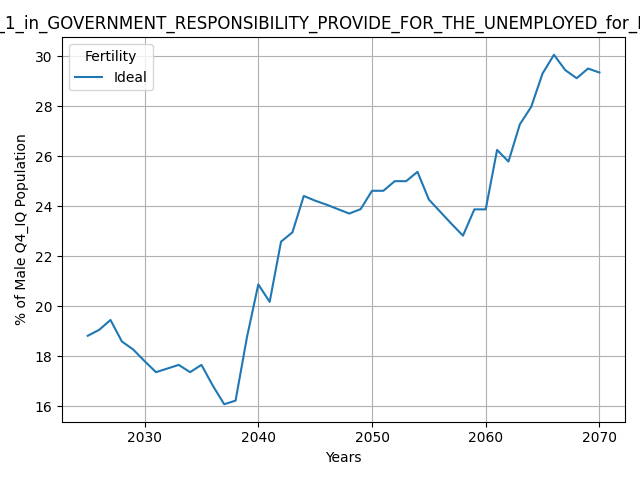 _1_in_GOVERNMENT_RESPONSIBILITY_PROVIDE_FOR_THE_UNEMPLOYED_for_
Fertility
Ideal
% of Male Q4_IQ Population
30
28
26
24
22
20
18
16
2030 2040 2050 2060 2070
Years